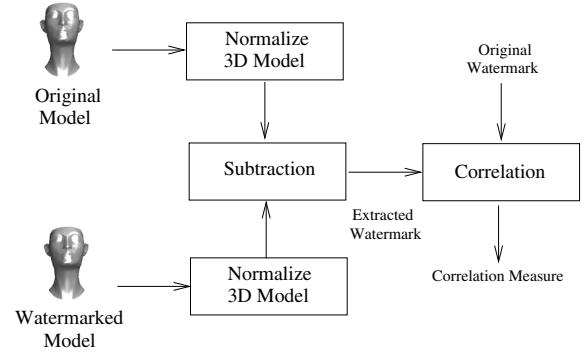 Normalize
3D Model
Original
Model
Original
Watermark
Subtraction
Correlation
Extracted
Watermark
Normalize
3D Model
Correlation Measure
Watermarked
Model